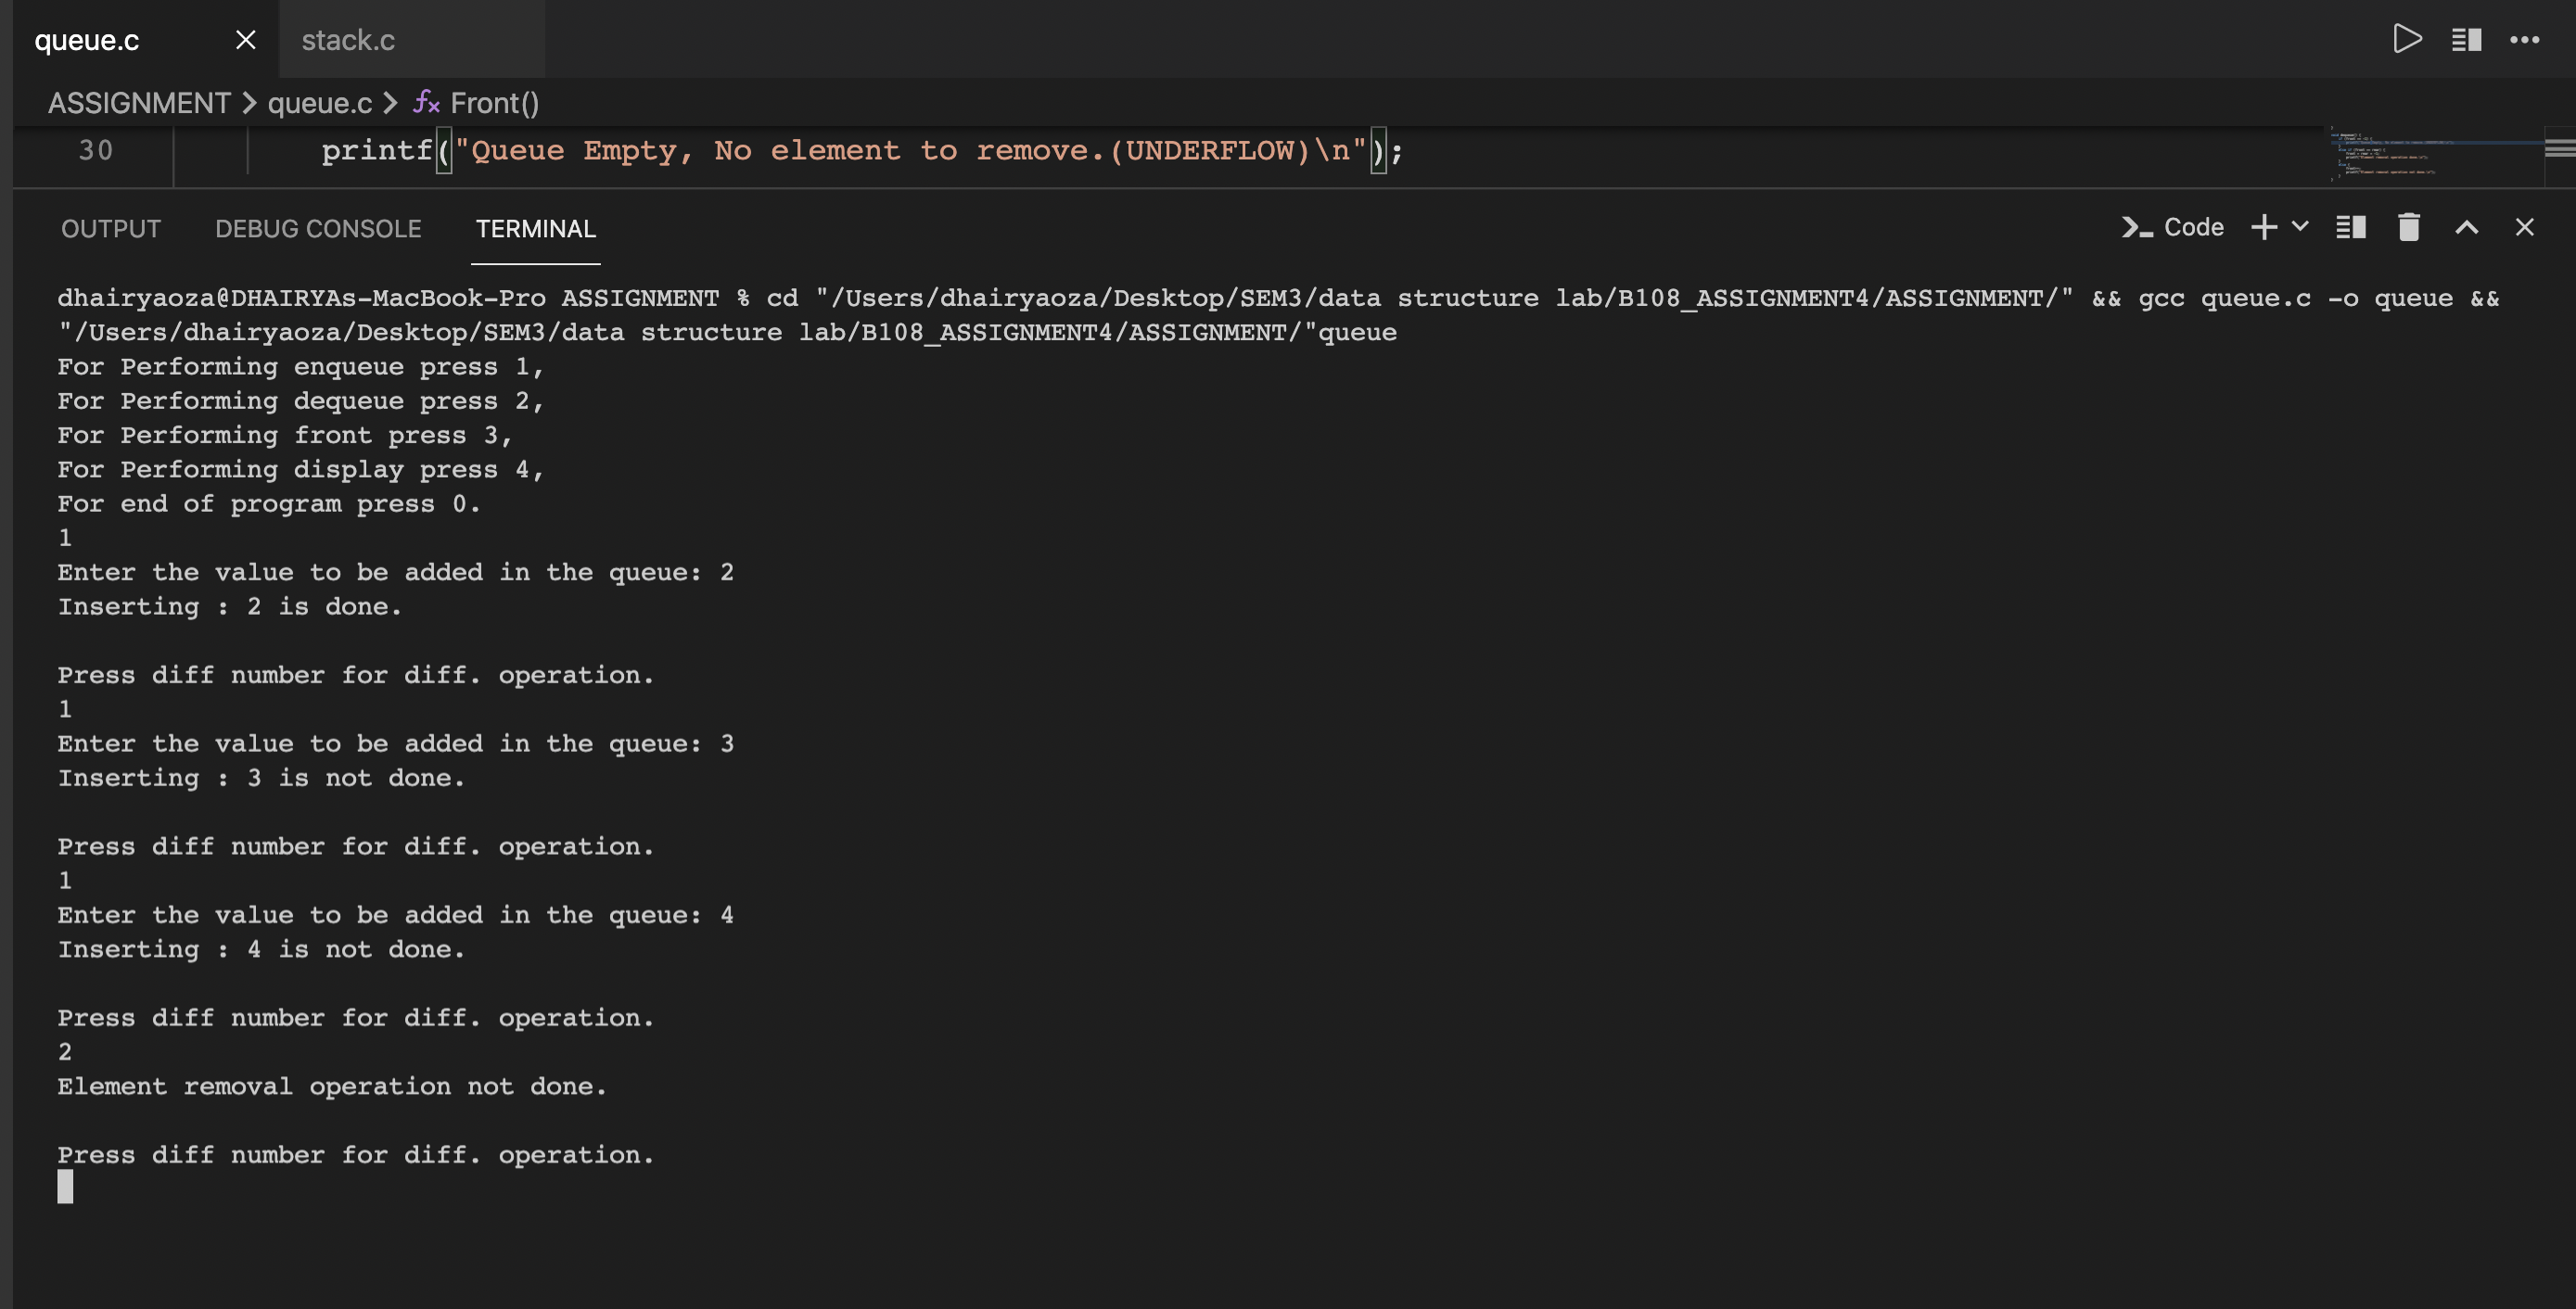 queue.c
stack.c
ASSIGNMENT > queue.c > fx Front()
30 printf("Queue Empty, No element to remove.(UNDERFLOW)\n");
OUTPUT DEBUG CONSOLE TERMINAL
Code
dhairyaoza@DHAIRYAs-MacBook-Pro ASSIGNMENT % cd "/Users/dhairyaoza/Desktop/SEM3/data structure lab/B108_ASSIGNMENT4/ASSIGNMENT/" && gcc queue.c -o queue &&
"/Users/dhairyaoza/Desktop/SEM3/data structure lab/B108_ASSIGNMENT4/ASSIGNMENT/"queue
For Performing enqueue press 1,
For Performing dequeue press 2,
For Performing front press 3,
For Performing display press 4,
For end of program press 0.
1
Enter the value to be added in the queue: 2
Inserting : 2 is done.
Press diff number for diff. operation.
1
Enter the value to be added in the queue: 3
Inserting : 3 is not done.
Press diff number for diff. operation.
1
Enter the value to be added in the queue: 4
Inserting : 4 is not done.
Press diff number for diff. operation.
2
Element removal operation not done.
Press diff number for diff. operation.